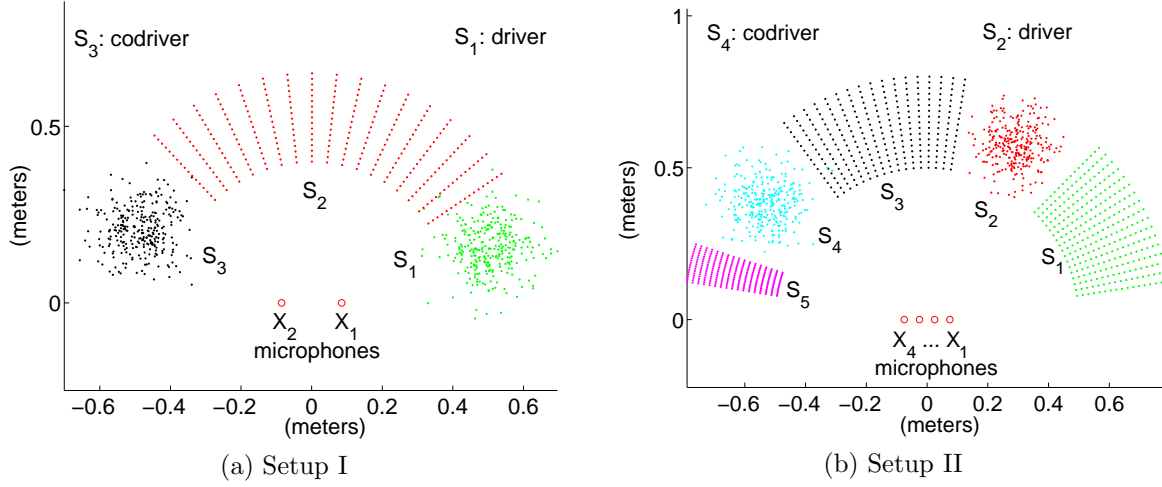 S3: codriver
S1: driver
0.5
0
(meters)
S2
S3
S1
X2 X1
microphones
−0.6 −0.4 −0.2 0 0.2 0.4 0.6
(meters)
(a) Setup I
1
S4: codriver
S2: driver
0.5
0
(meters)
S3
S2
S4
S1
S5
X4 ... X1
microphones
−0.6 −0.4 −0.2 0 0.2 0.4 0.6
(meters)
(b) Setup II